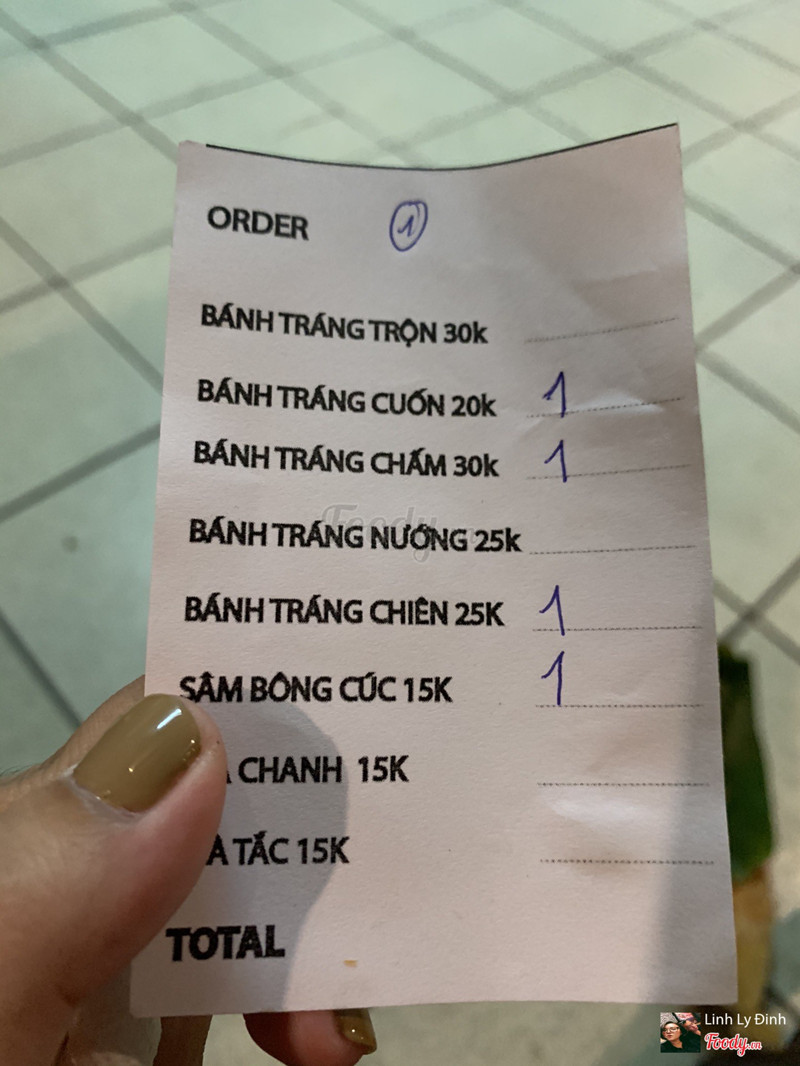 ORDER 1
BÁNH TRÁNG TRỘN 30k
BÁNH TRÁNG CUỐN 20k 1
BÁNH TRÁNG CHẤM 30k 1
BÁNH TRÁNG NƯỚNG 25k
BÁNH TRÁNG CHIÊN 25K 1
SÂM BÔNG CÚC 15K 1
CHANH 15K
TẮC 15K
TOTAL
Foody.vn
Linh Ly Đinh
Foody.vn